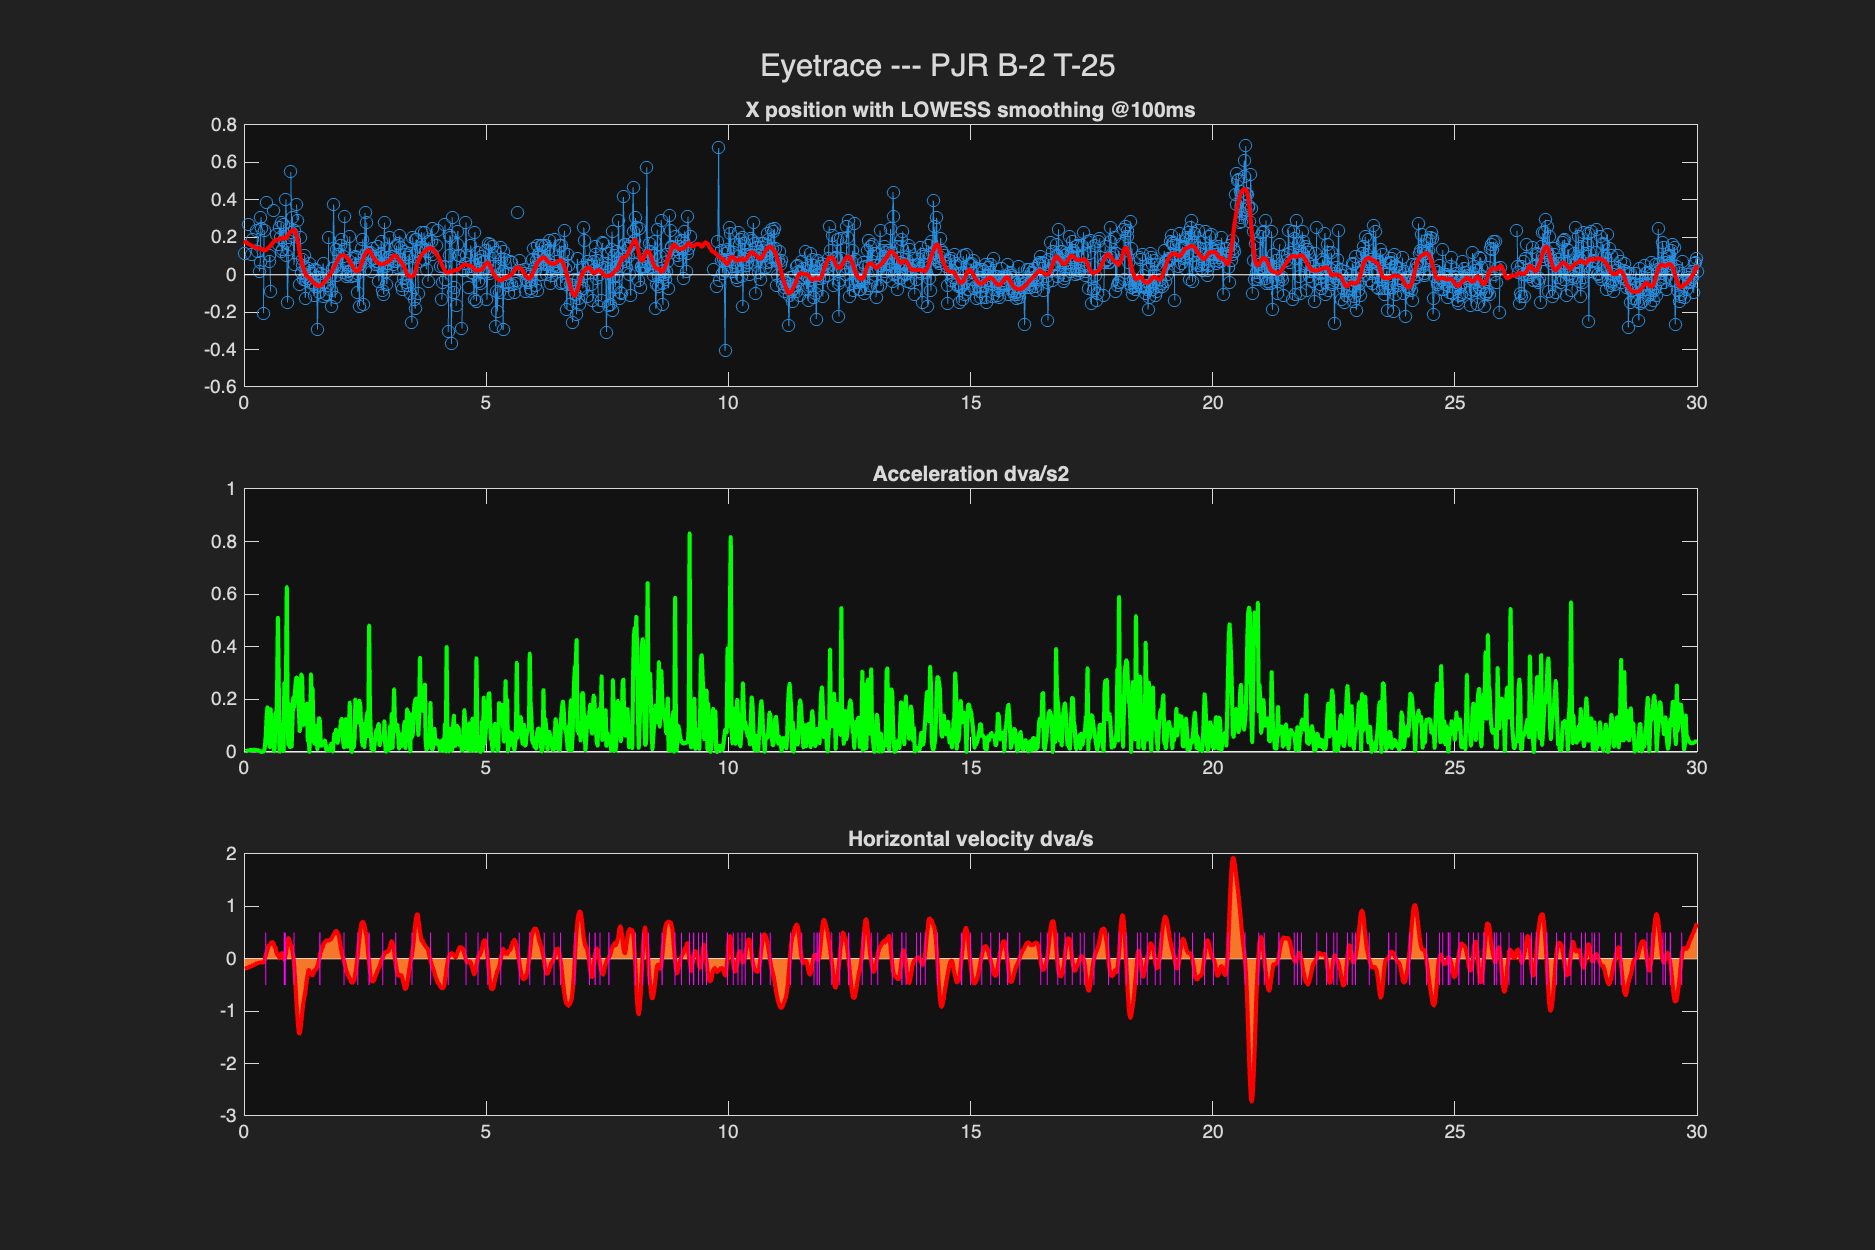 Eyetrace --- PJR B-2 T-25
X position with LOWESS smoothing @100ms
0.8
0.6
0.4
0.2
0
-0.2
-0.4
-0.6
0 5 10 15 20 25 30
Acceleration dva/s2
1
0.8
0.6
0.4
0.2
0
0 5 10 15 20 25 30
Horizontal velocity dva/s
2
1
0
-1
-2
-3
0 5 10 15 20 25 30